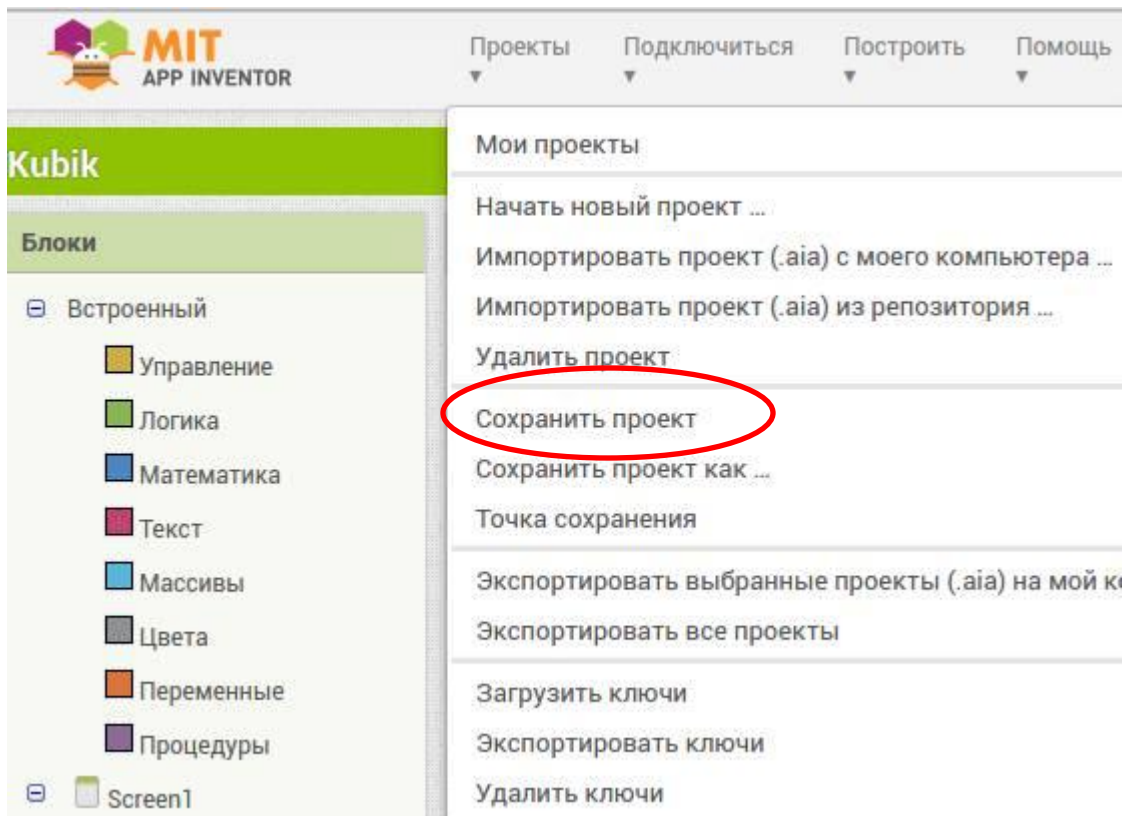 MIT
APP INVENTOR
Проекты Подключиться Построить Помощь
Kubik
Блоки
Встроенный
Управление
Логика
Математика
Текст
Массивы
Цвета
Переменные
Процедуры
Screen1
Мои проекты
Начать новый проект ...
Импортировать проект (.aia) с моего компьютера ...
Импортировать проект (.aia) из репозитория ...
Удалить проект
Сохранить проект
Сохранить проект как ...
Точка сохранения
Экспортировать выбранные проекты (.aia) на мой
Экспортировать все проекты
Загрузить ключи
Экспортировать ключи
Удалить ключи